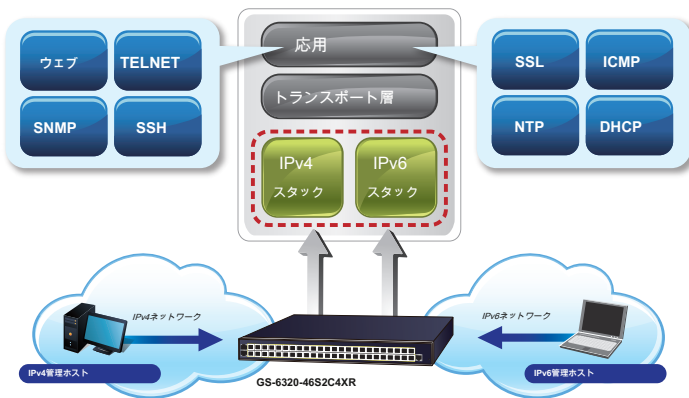 応用
トランスポート層
IPv4
スタック
IPv6
スタック
ウェブ
TELNET
SNMP
SSH
SSL
ICMP
NTP
DHCP
IPv4ネットワーク
IPv4管理ホスト
GS-6320-46S2C4XR
IPv6ネットワーク
IPv6管理ホスト